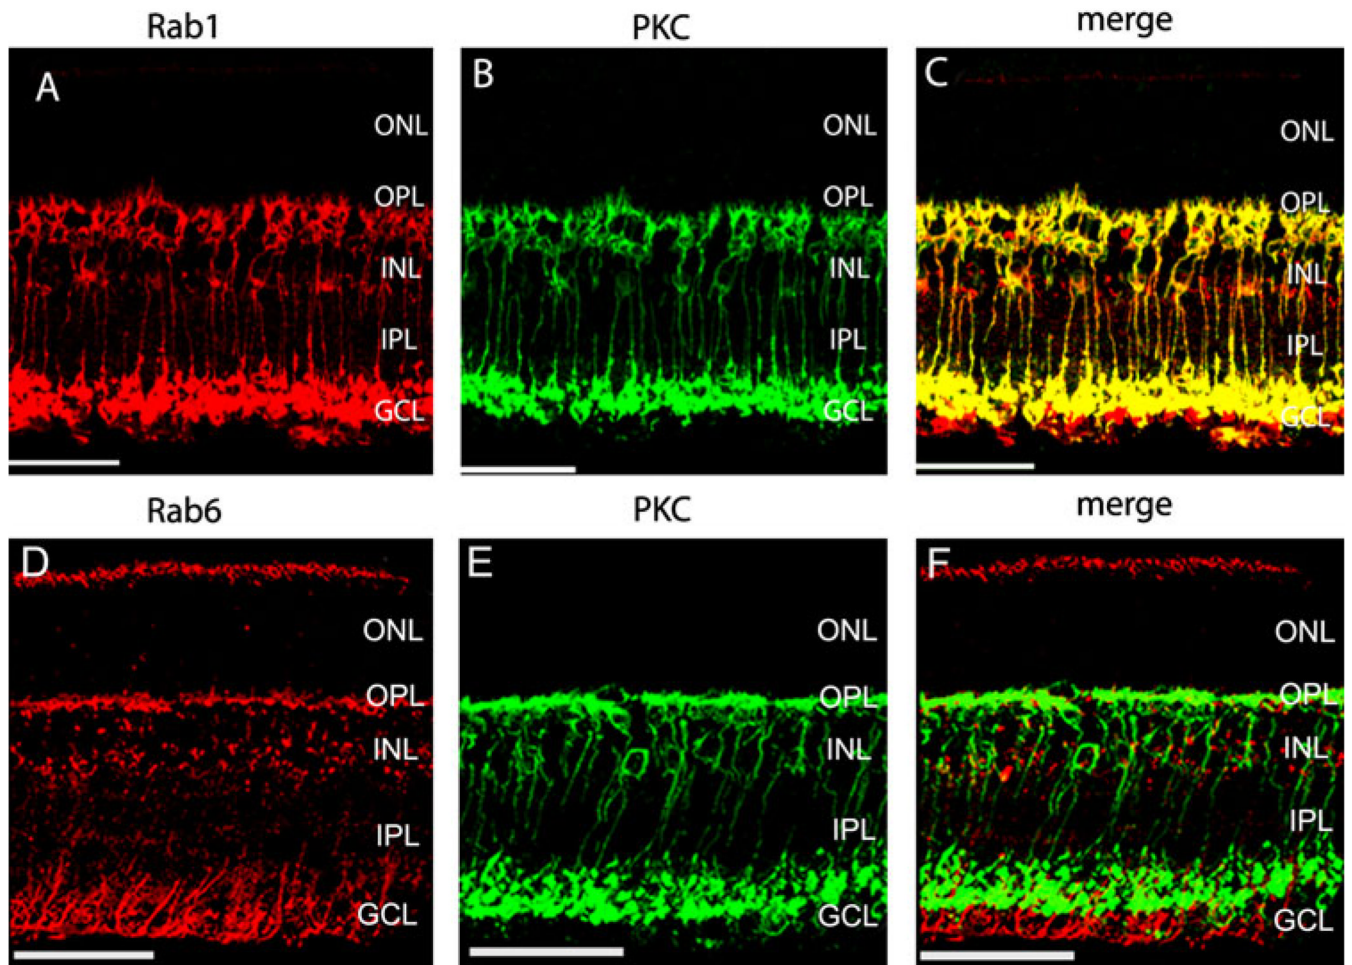 Rab1 PKC merge
A B C
ONL ONL ONL
OPL OPL OPL
INL INL INL
IPL IPL IPL
GCL GCL GCL
Rab6 PKC merge
D E F
ONL ONL ONL
OPL OPL OPL
INL INL INL
IPL IPL IPL
GCL GCL GCL